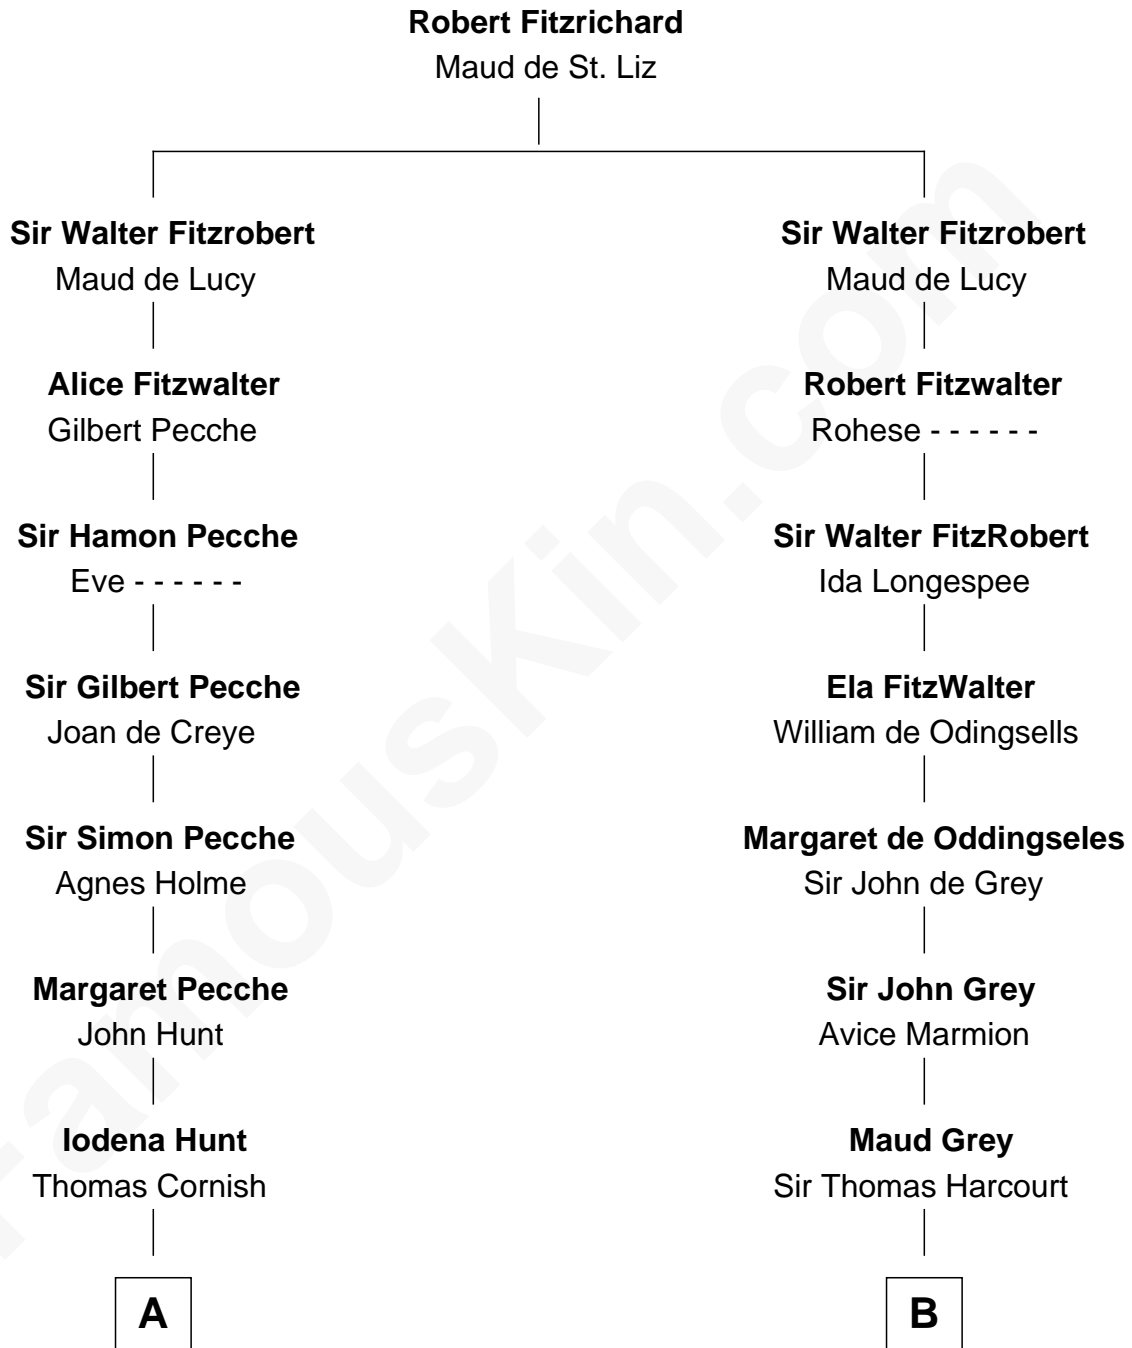 Robert Fitzrichard
Maud de St. Liz
Sir Walter Fitzrobert
Maud de Lucy
Alice Fitzwalter
Gilbert Pecche
Sir Hamon Pecche
Eve - - - - - -
Sir Gilbert Pecche
Joan de Creye
Sir Simon Pecche
Agnes Holme
Margaret Pecche
John Hunt
Iodena Hunt
Thomas Cornish
A
Sir Walter Fitzrobert
Maud de Lucy
Robert Fitzwalter
Rohese - - - - - -
Sir Walter FitzRobert
Ida Longespee
Ela FitzWalter
William de Odingsells
Margaret de Oddingseles
Sir John de Grey
Sir John Grey
Avice Marmion
Maud Grey
Sir Thomas Harcourt
B
FamousKin.com